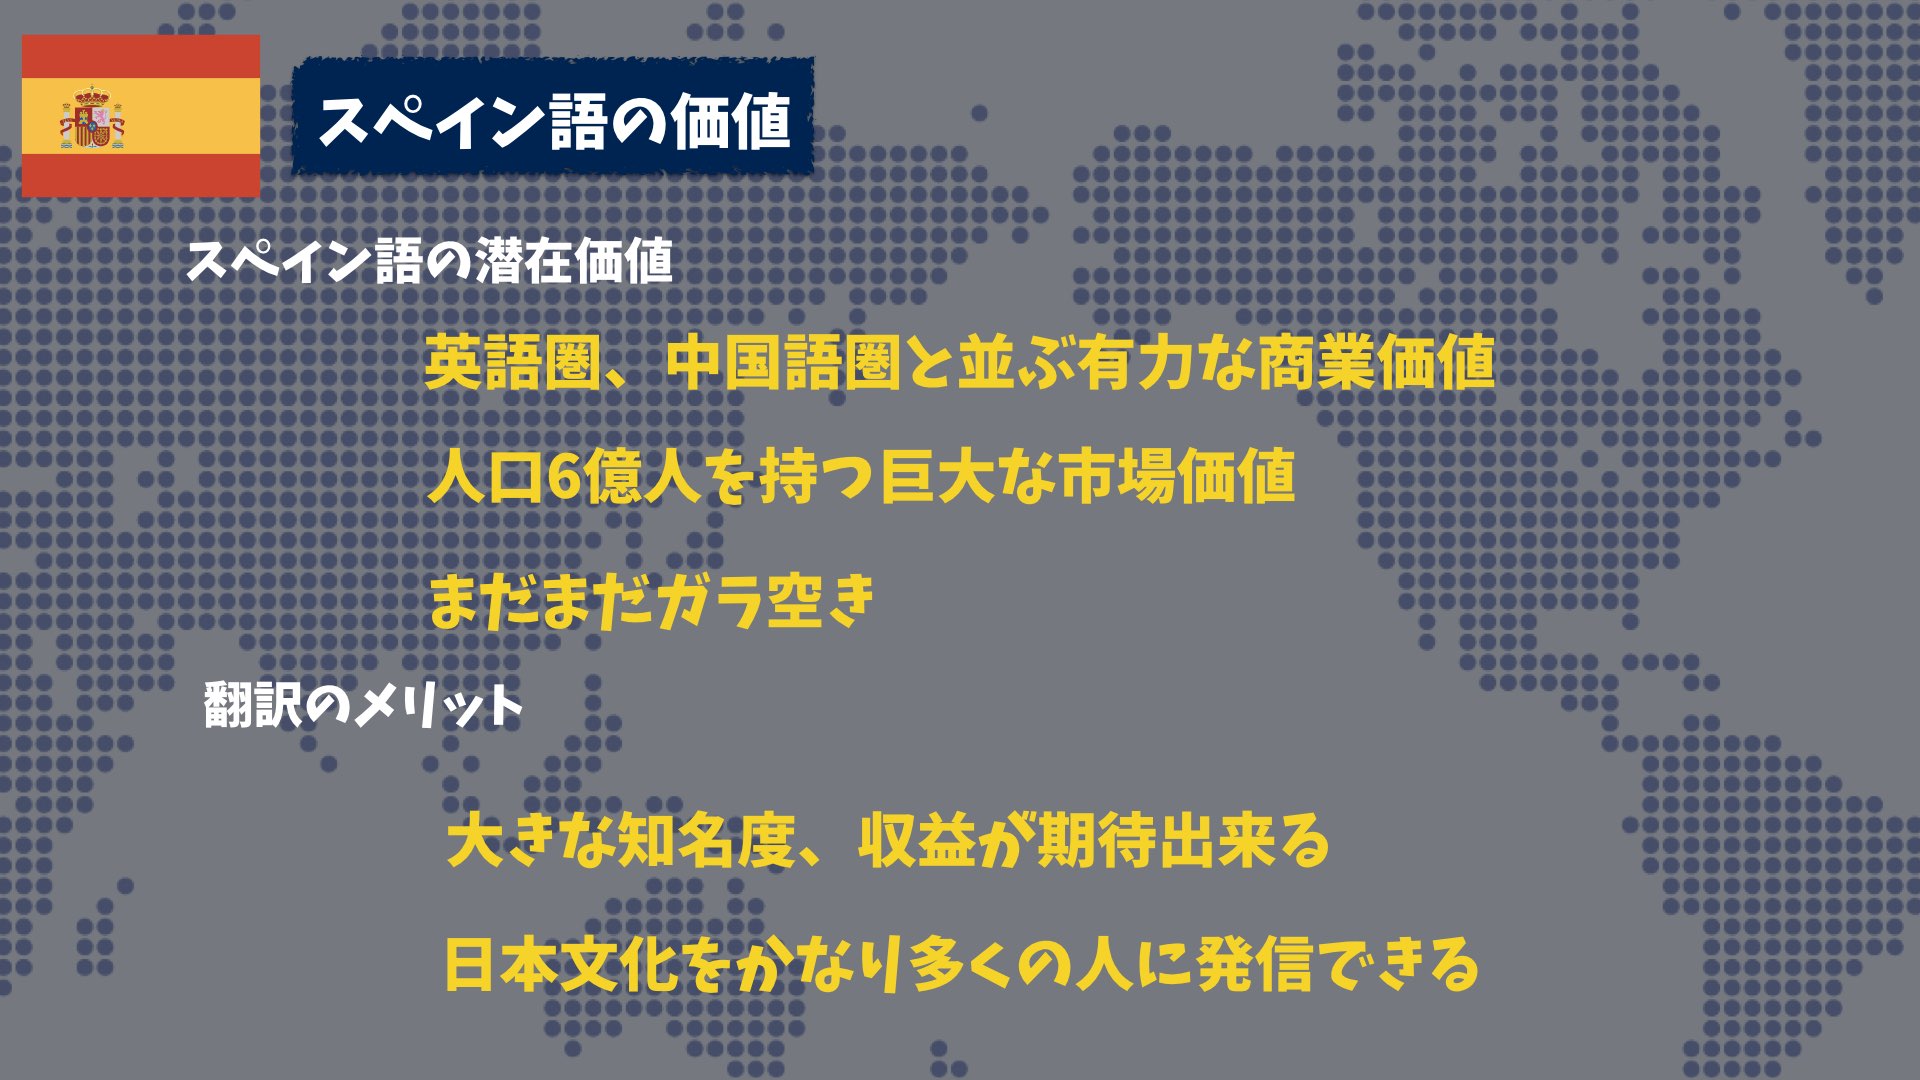 スペイン語の価値
スペイン語の潜在価値
英語圏、中国語圏と並ぶ有力な商業価値
人口6億人を持つ巨大な市場価値
まだまだガラ空き
翻訳のメリット
大きな知名度、収益が期待出来る
日本文化をかなり多くの人に発信できる